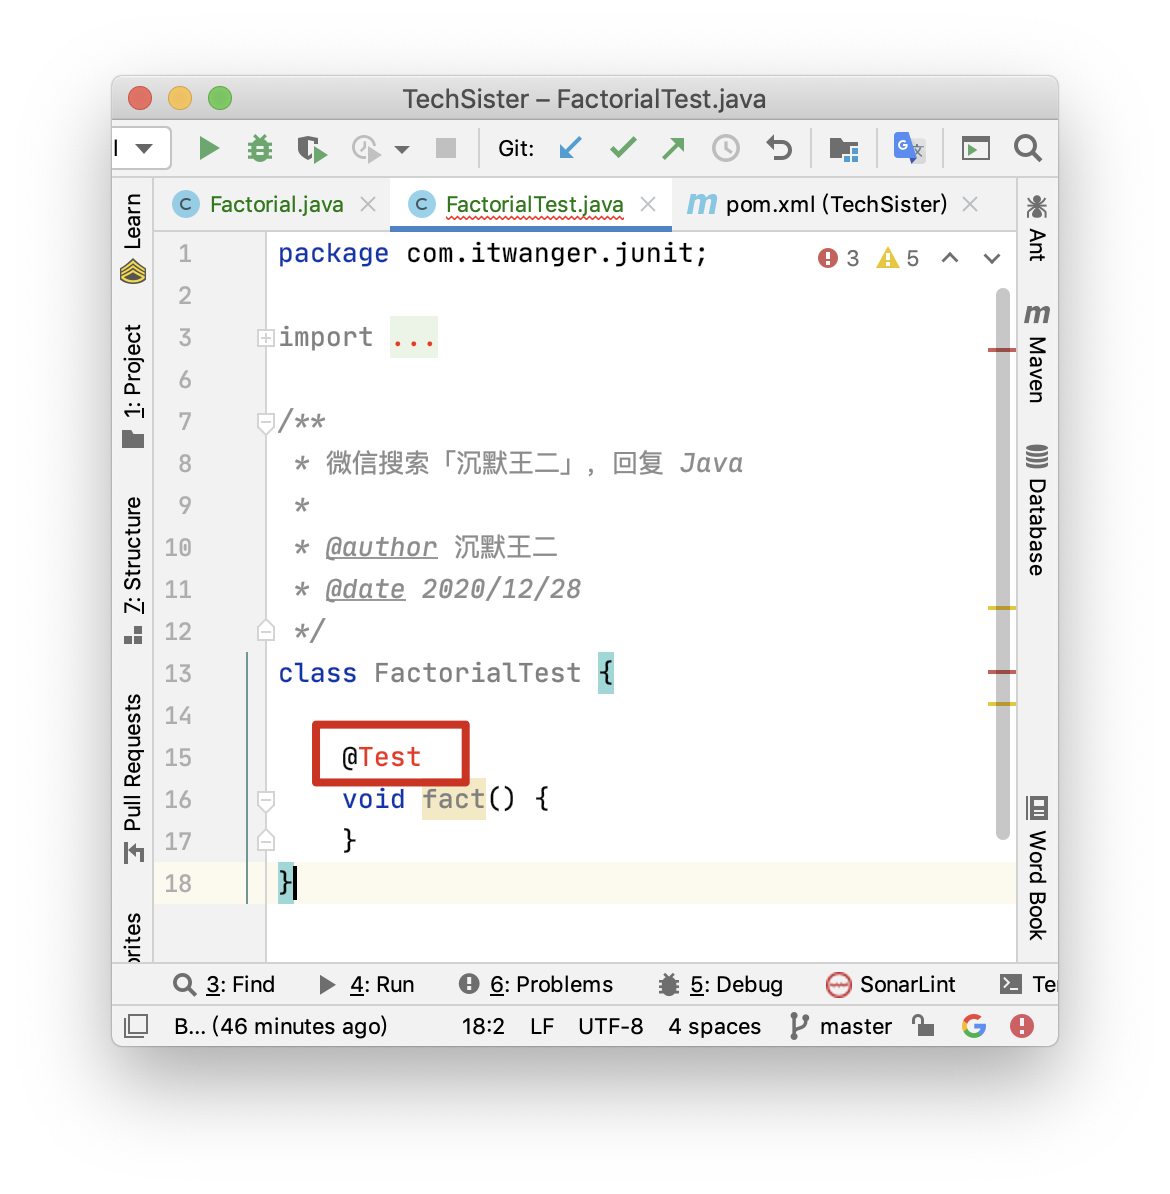 TechSister – FactorialTest.java
Git:
Factorial.java
FactorialTest.java
pom.xml (TechSister)
Learn
1: Project
7: Structure
Pull Requests
1 package com.itwanger.junit;
3 5
2
3 import ...
6
7 /**
8 * 微信搜索「沉默王二」，回复 Java
9 *
10 * @author 沉默王二
11 * @date 2020/12/28
12 */
13 class FactorialTest {
14
15 @Test
16 void fact() {
17 }
18 }
Ant
Maven
Database
Word Book
3: Find
4: Run
6: Problems
5: Debug
SonarLint
B... (46 minutes ago)
18:2
LF
UTF-8
4 spaces
master